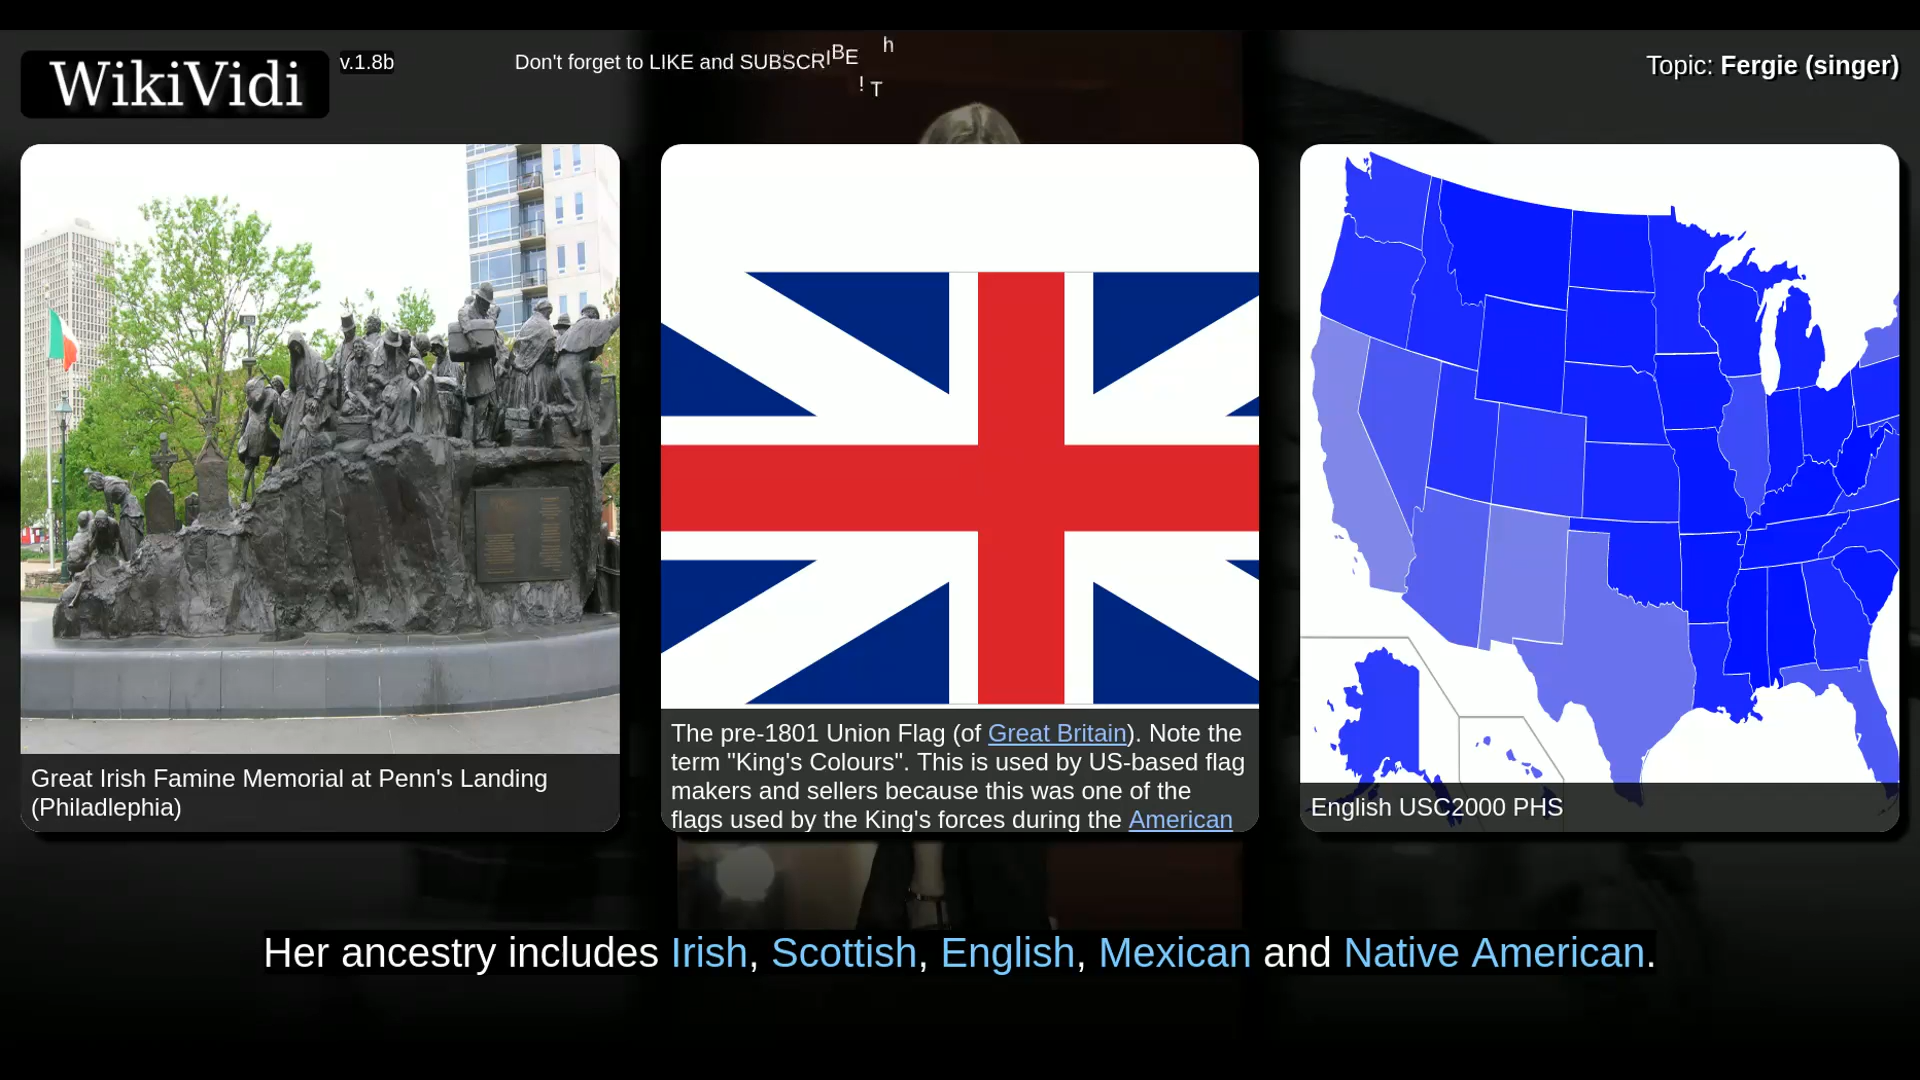 WikiVidi
v.1.8b
Don't forget to LIKE and SUBSCRIBE ! T h
Topic: Fergie (singer)
Great Irish Famine Memorial at Penn's Landing
(Philadlephia)
The pre-1801 Union Flag (of Great Britain). Note the
term "King's Colours". This is used by US-based flag
makers and sellers because this was one of the
flags used by the King's forces during the American
English USC2000 PHS
Her ancestry includes Irish, Scottish, English, Mexican and Native American.